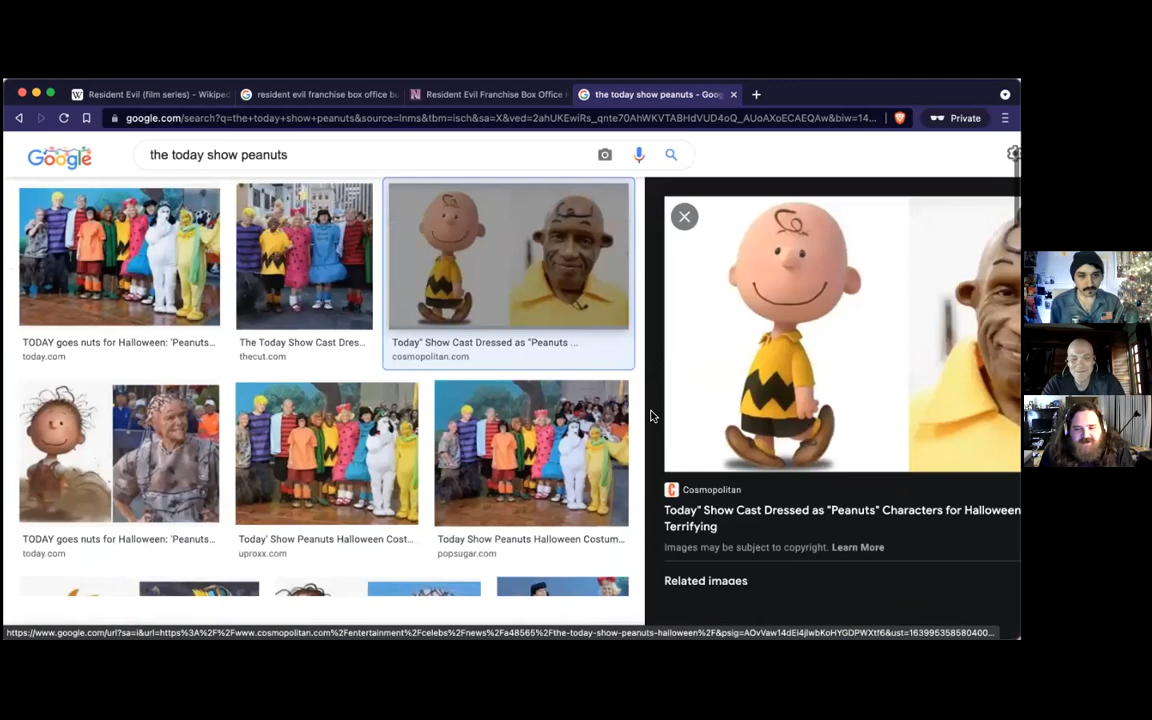 Resident Evil (film series) - Wikiped
resident evil franchise box office bu
Resident Evil Franchise Box Office
the today show peanuts - Goog
google.com/search?q=the+today+show+peanuts&source=lnms&tbm=isch&sa=X&ved=2ahUKEwiRs_qnte70AhWKVTABHdVUD4oQ_AUoAXoECAEQAw&biw=14...
Private
Google
the today show peanuts
TODAY goes nuts for Halloween: 'Peanuts...
today.com
The Today Show Cast Dres...
thecut.com
Today" Show Cast Dressed as "Peanuts ...
cosmopolitan.com
TODAY goes nuts for Halloween: 'Peanuts...
today.com
Today' Show Peanuts Halloween Cost...
uproxx.com
Today Show Peanuts Halloween Costum...
popsugar.com
C Cosmopolitan
Today" Show Cast Dressed as "Peanuts" Characters for Halloween
Terrifying
Images may be subject to copyright. Learn More
Related images
https://www.google.com/url?sa=i&url=https%3A%2F%2Fwww.cosmopolitan.com%2Fentertainment%2Fcelebs%2Fnews%2Fa48565%2Fthe-today-show-peanuts-halloween%2F&psig=AOvVaw14dEI4jlwbKoHYGDPWXtf6&ust=163995358580400...